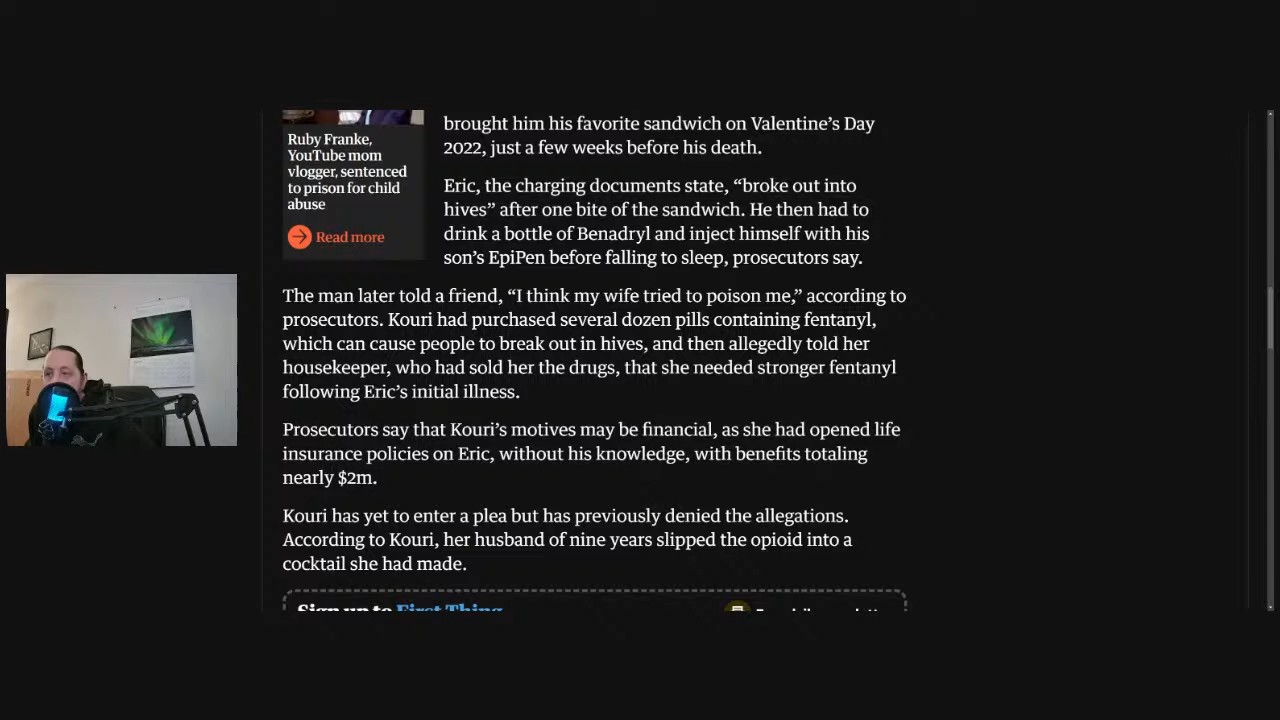 Ruby Franke,
YouTube mom
vlogger, sentenced
to prison for child
abuse
Read more
brought him his favorite sandwich on Valentine’s Day
2022, just a few weeks before his death.
Eric, the charging documents state, “broke out into
hives” after one bite of the sandwich. He then had to
drink a bottle of Benadryl and inject himself with his
son’s EpiPen before falling to sleep, prosecutors say.
The man later told a friend, “I think my wife tried to poison me,” according to
prosecutors. Kouri had purchased several dozen pills containing fentanyl,
which can cause people to break out in hives, and then allegedly told her
housekeeper, who had sold her the drugs, that she needed stronger fentanyl
following Eric’s initial illness.
Prosecutors say that Kouri’s motives may be financial, as she had opened life
insurance policies on Eric, without his knowledge, with benefits totaling
nearly $2m.
Kouri has yet to enter a plea but has previously denied the allegations.
According to Kouri, her husband of nine years slipped the opioid into a
cocktail she had made.
Sign up to First Thing